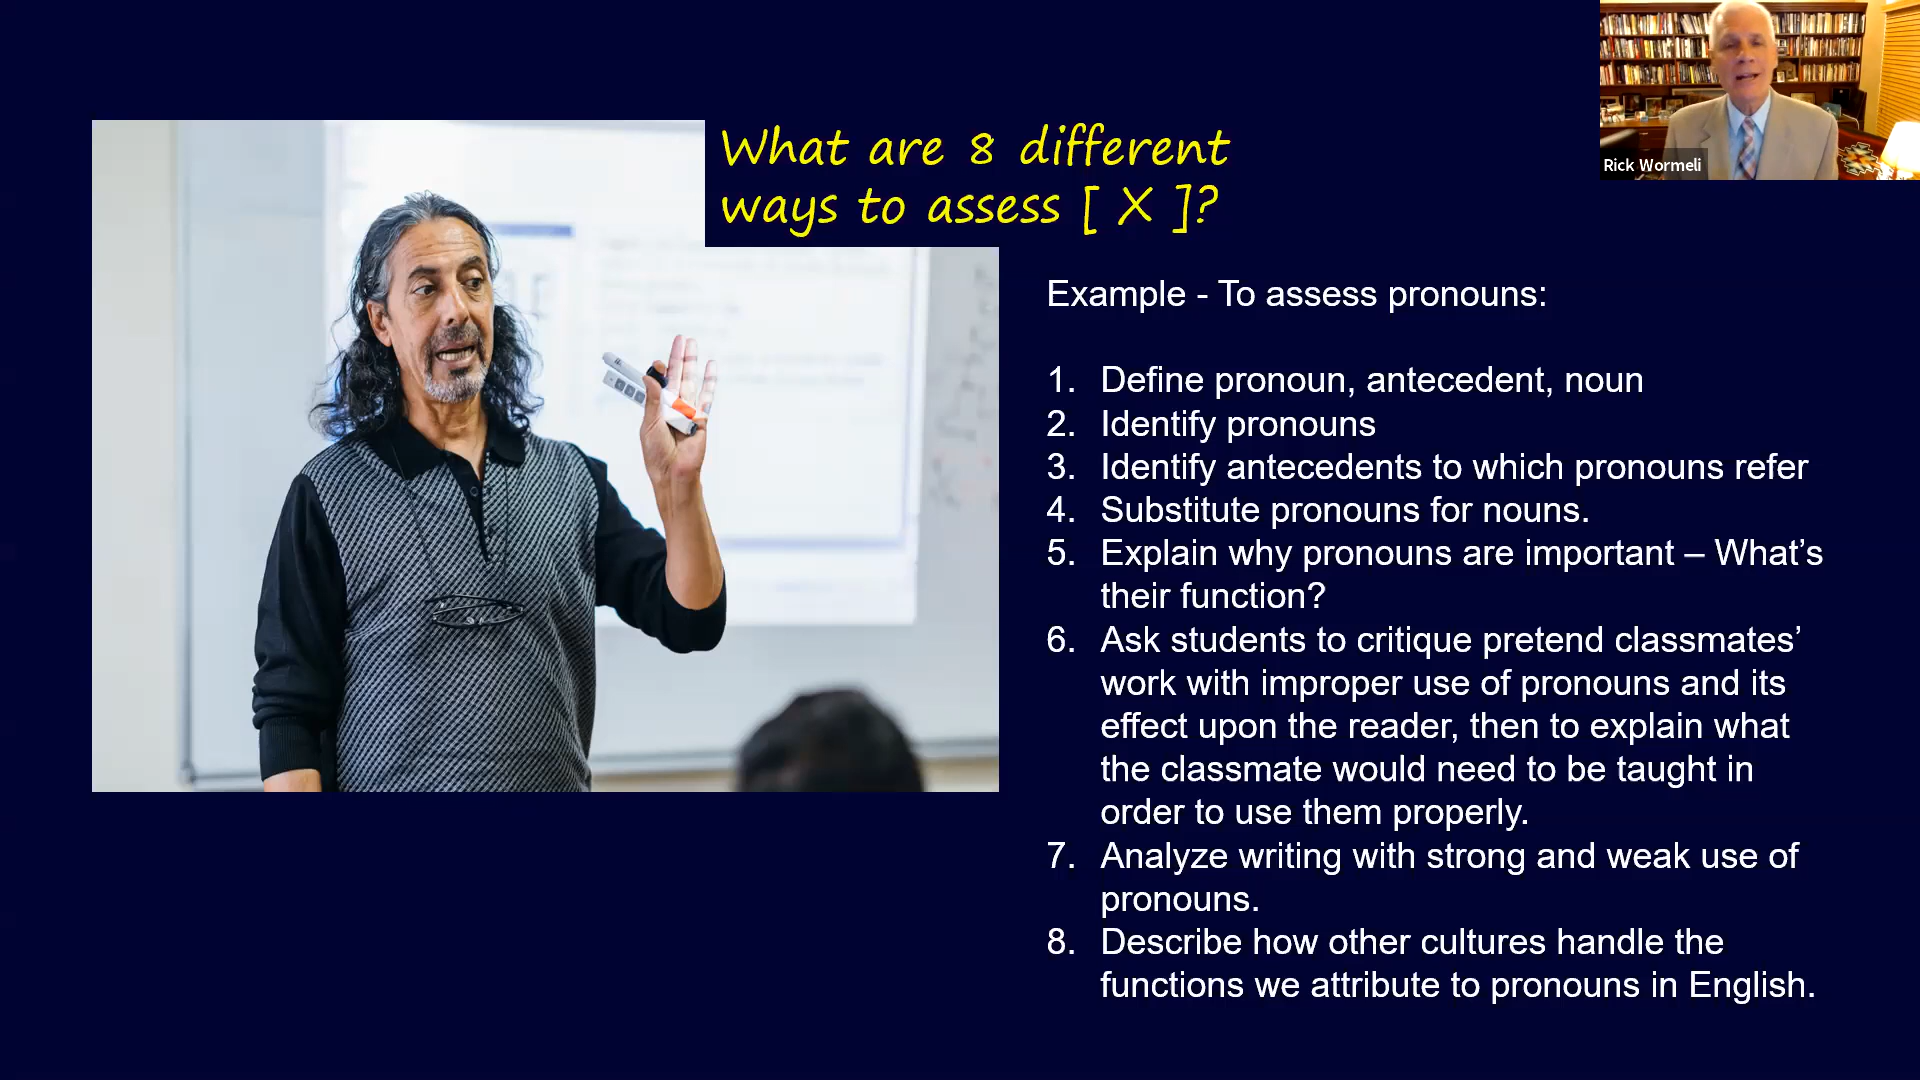 What are 8 different
ways to assess [ X ]?
Rick Wormeli
Example - To assess pronouns:
1. Define pronoun, antecedent, noun
2. Identify pronouns
3. Identify antecedents to which pronouns refer
4. Substitute pronouns for nouns.
5. Explain why pronouns are important – What’s
their function?
6. Ask students to critique pretend classmates’
work with improper use of pronouns and its
effect upon the reader, then to explain what
the classmate would need to be taught in
order to use them properly.
7. Analyze writing with strong and weak use of
pronouns.
8. Describe how other cultures handle the
functions we attribute to pronouns in English.